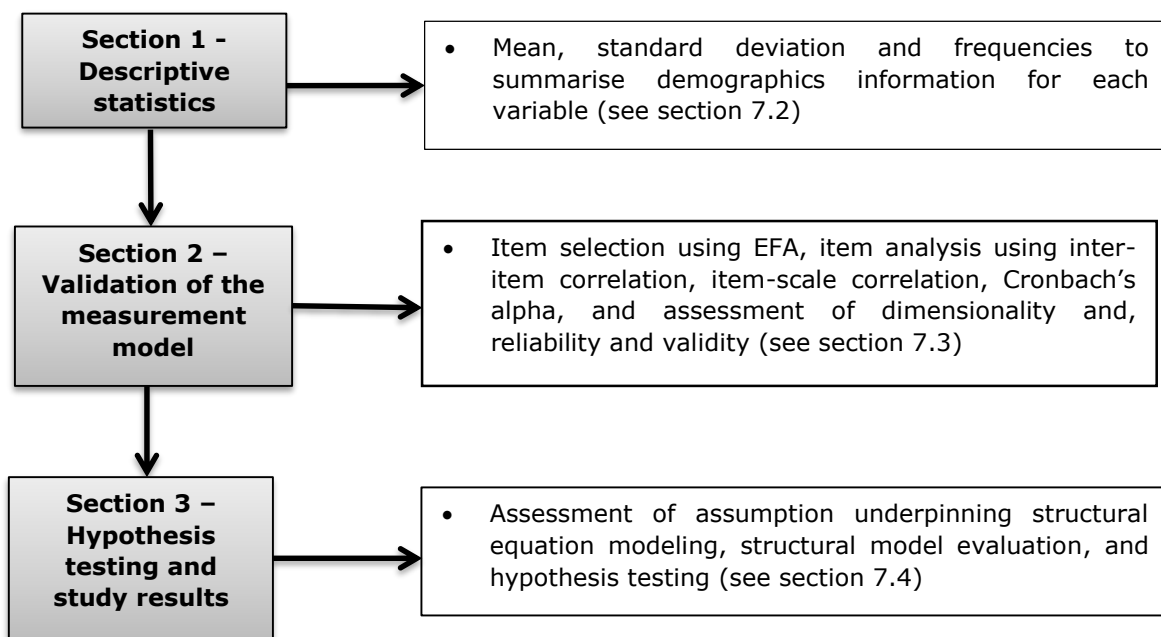 Section 1 -
Descriptive
statistics
• Mean, standard deviation and frequencies to
summarise demographics information for each
variable (see section 7.2)
Section 2 –
Validation of the
measurement
model
• Item selection using EFA, item analysis using inter-
item correlation, item-scale correlation, Cronbach’s
alpha, and assessment of dimensionality and,
reliability and validity (see section 7.3)
Section 3 –
Hypothesis
testing and
study results
• Assessment of assumption underpinning structural
equation modeling, structural model evaluation, and
hypothesis testing (see section 7.4)